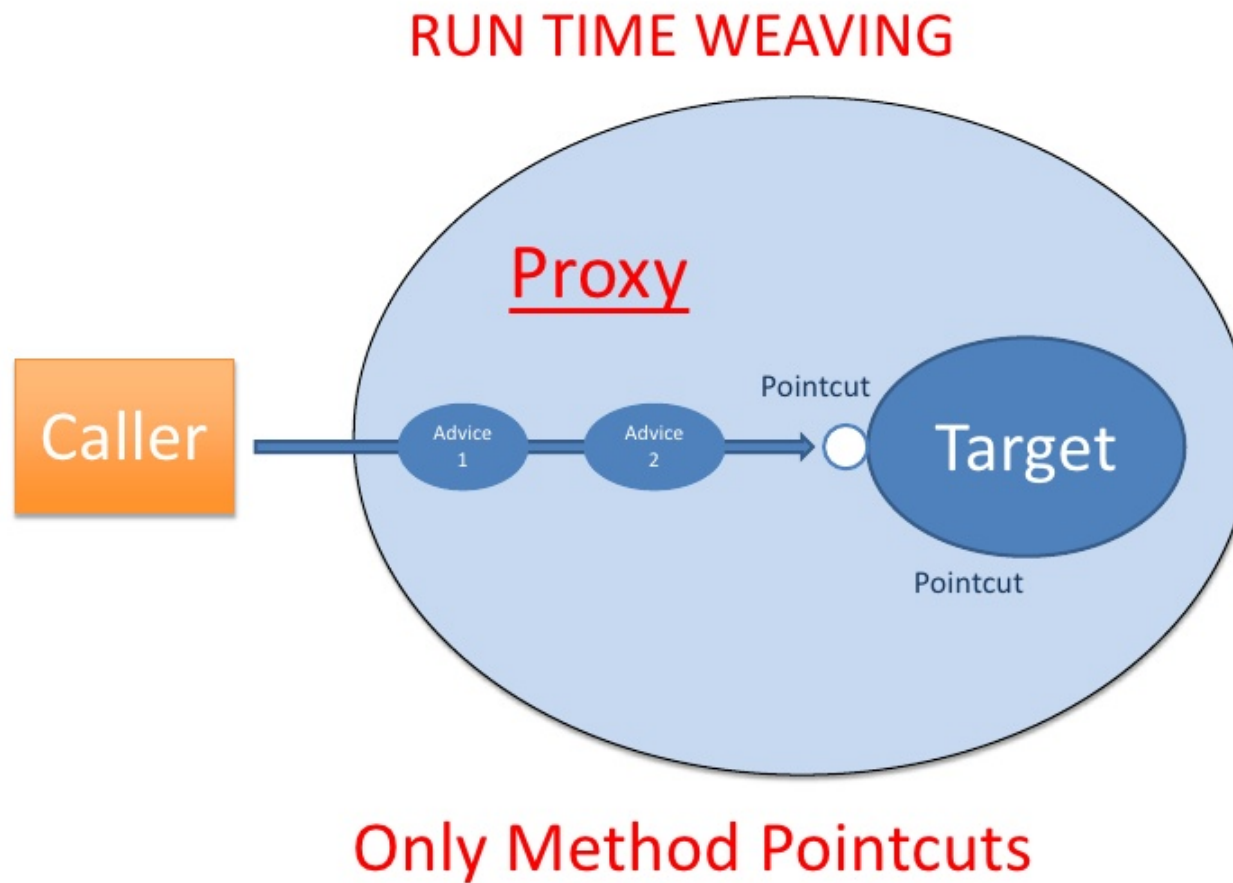 RUN TIME WEAVING
Proxy
Pointcut
Caller
Advice
1
Advice
2
Target
Pointcut
Only Method Pointcuts